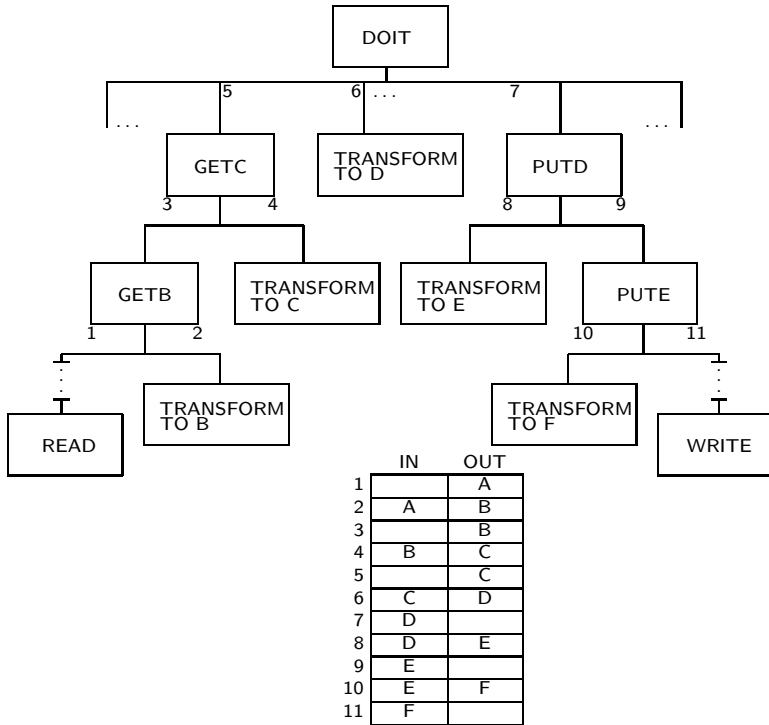 DOIT
5 6 ... 7
... ...
GETC
TRANSFORM
TO D
PUTD
3 4 8 9
GETB
TRANSFORM
TO C
TRANSFORM
TO E
PUTE
1 2 10 11
READ
TRANSFORM
TO B
TRANSFORM
TO F
WRITE
IN OUT
1 A
2 A B
3 B
4 B C
5 C
6 C D
7 D
8 D E
9 E
10 E F
11 F